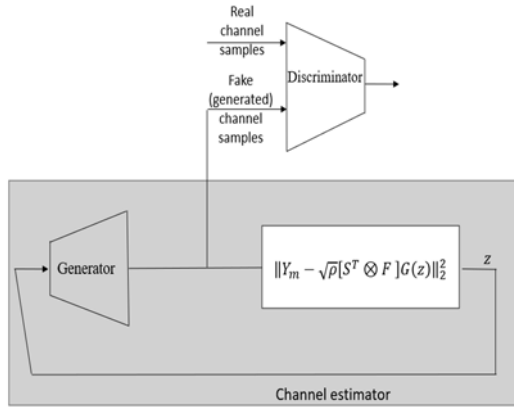 Real
channel
samples
Discriminator
Fake
(generated)
channel
samples
Generator
‖Y_m − √ρ[S^T ⊗ F ]G(z)‖_2^2
z
Channel estimator